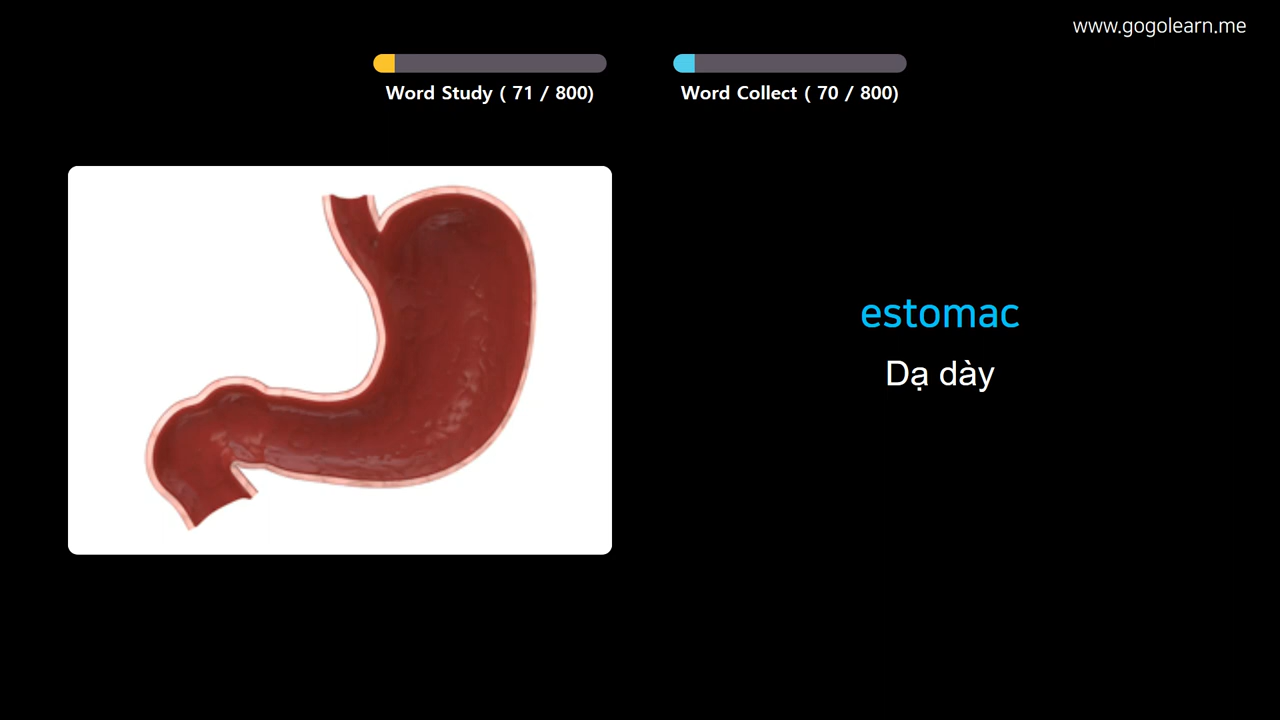 www.gogolearn.me
Word Study ( 71 / 800)
Word Collect ( 70 / 800)
estomac
Dạ dày